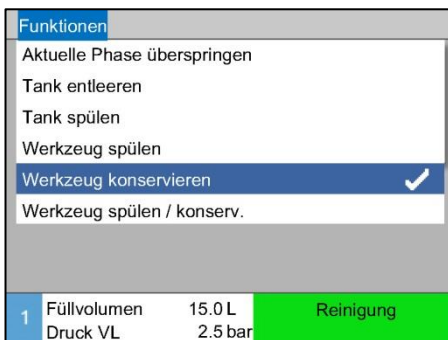 Funktionen
Aktuelle Phase überspringen
Tank entleeren
Tank spülen
Werkzeug spülen
Werkzeug konservieren
Werkzeug spülen / konserv.
1
Füllvolumen 15.0 L
Druck VL 2.5 bar
Reinigung